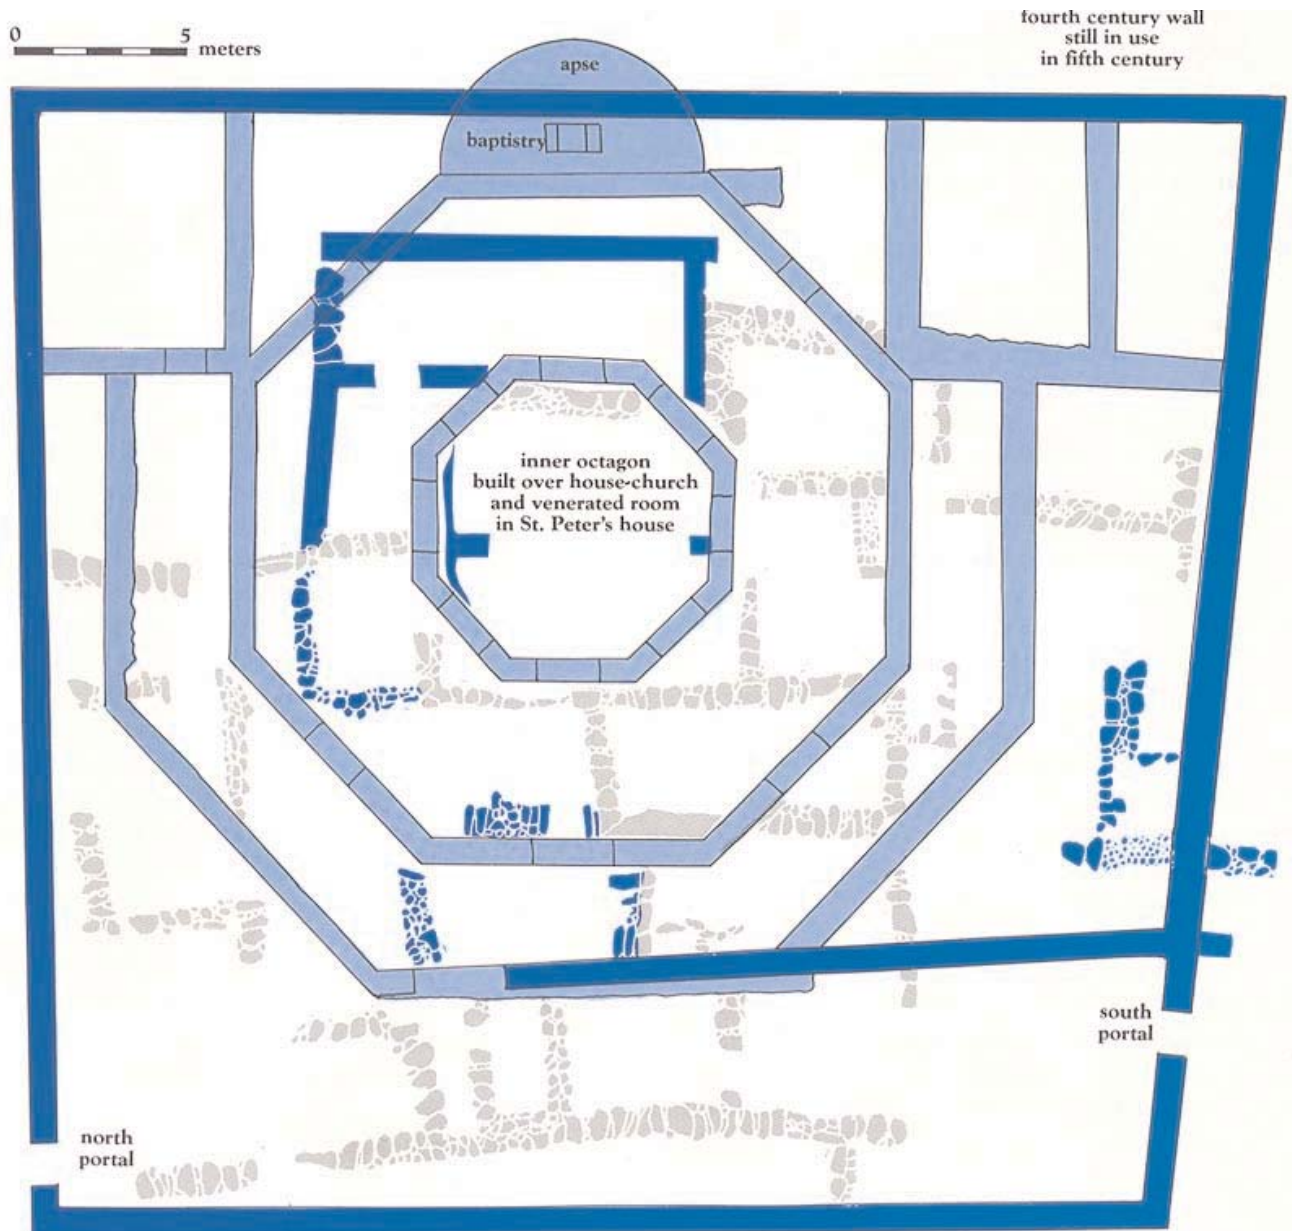 0 5 meters
fourth century wall
still in use
in fifth century
apse
baptistry
inner octagon
built over house-church
and venerated room
in St. Peter's house
south
portal
north
portal